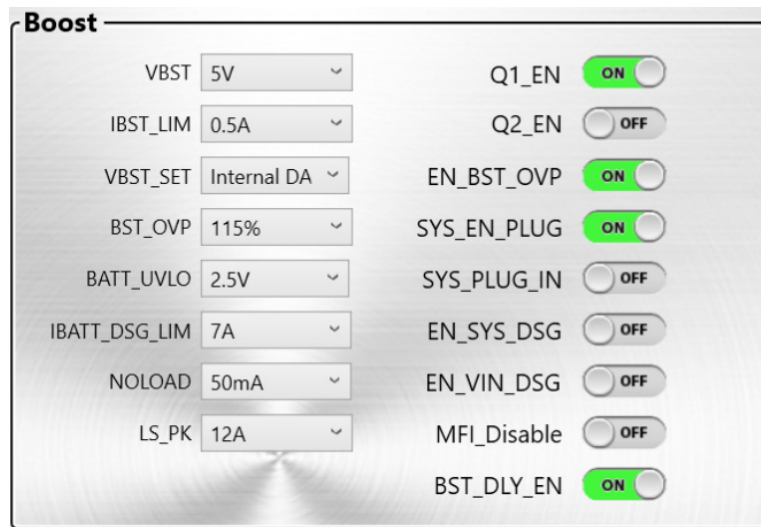 Boost
VBST 5V Q1_EN ON
IBST_LIM 0.5A Q2_EN OFF
VBST_SET Internal DA EN_BST_OVP ON
BST_OVP 115% SYS_EN_PLUG ON
BATT_UVLO 2.5V SYS_PLUG_IN OFF
IBATT_DSG_LIM 7A EN_SYS_DSG OFF
NOLOAD 50mA EN_VIN_DSG OFF
LS_PK 12A MFI_Disable OFF
BST_DLY_EN ON